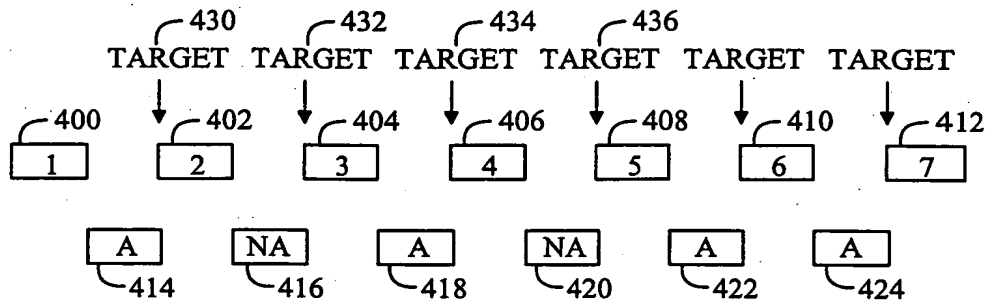 430 432 434 436
TARGET TARGET TARGET TARGET TARGET TARGET
400 402 404 406 408 410 412
1 2 3 4 5 6 7
A NA A NA A A
414 416 418 420 422 424